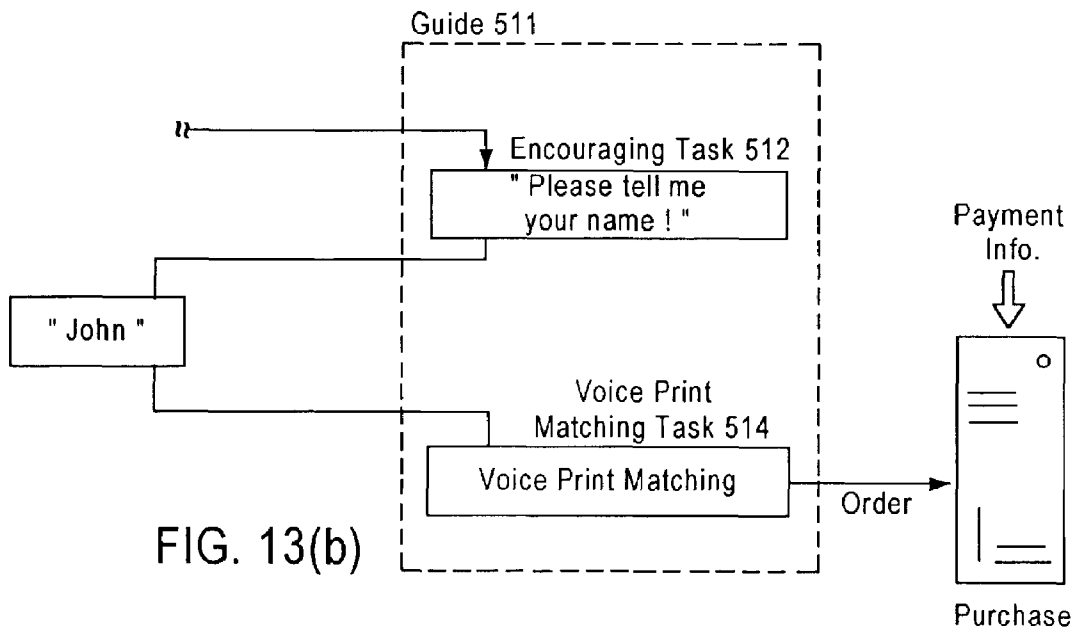 Guide 511
Encouraging Task 512
" Please tell me
your name ! "
Payment
Info.
" John "
Voice Print
Matching Task 514
Voice Print Matching
Order
FIG. 13(b)
Purchase